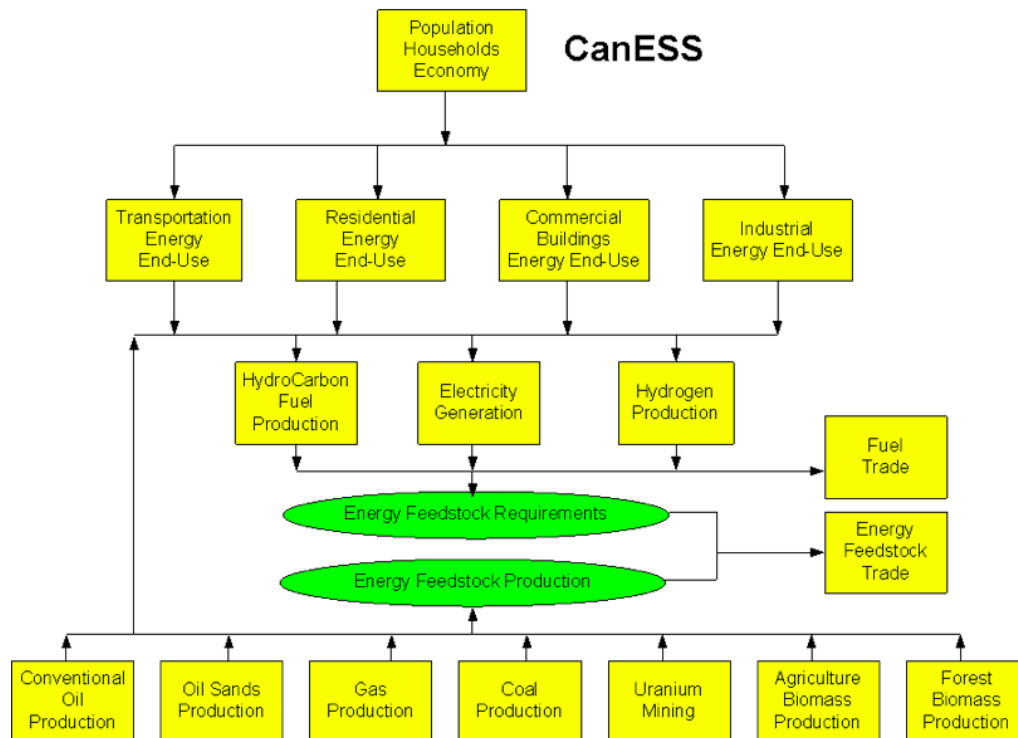 Population
Households
Economy
CanESS
Transportation
Energy
End-Use
Residential
Energy
End-Use
Commercial
Buildings
Energy End-Use
Industrial
Energy End-Use
HydroCarbon
Fuel
Production
Electricity
Generation
Hydrogen
Production
Fuel
Trade
Energy Feedstock Requirements
Energy
Feedstock
Trade
Energy Feedstock Production
Conventional
Oil
Production
Oil Sands
Production
Gas
Production
Coal
Production
Uranium
Mining
Agriculture
Biomass
Production
Forest
Biomass
Production